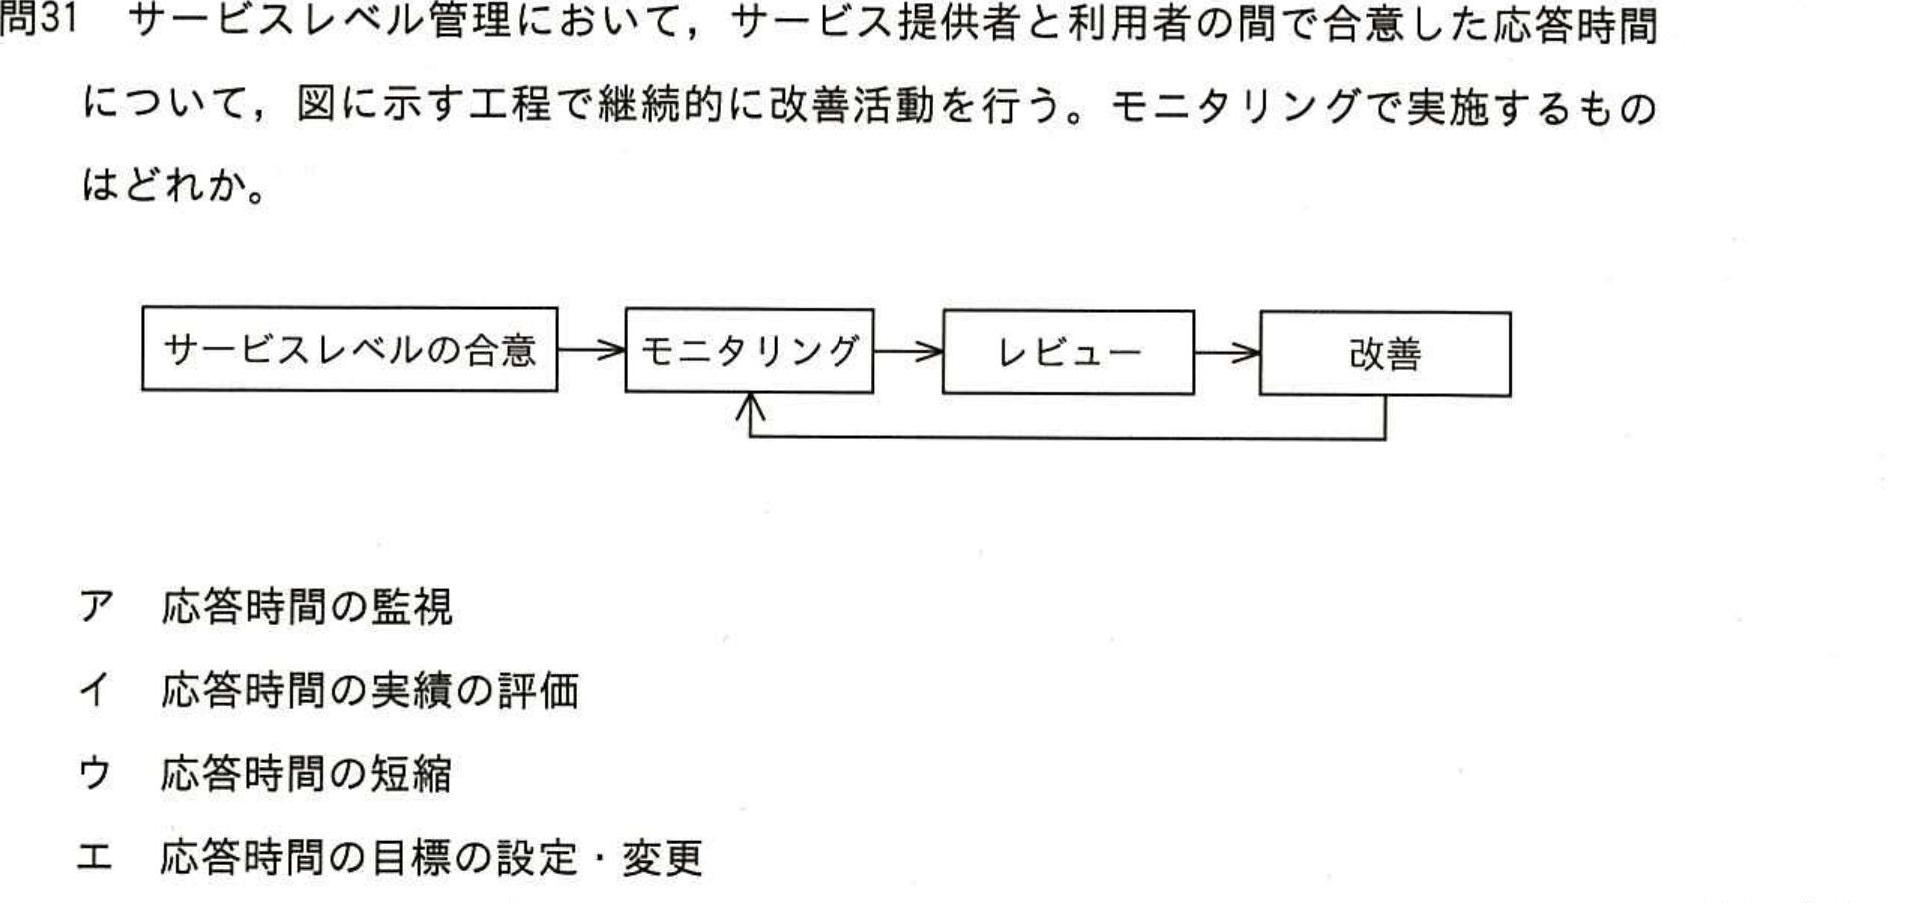 問31 サービスレベル管理において，サービス提供者と利用者の間で合意した応答時間
について，図に示す工程で継続的に改善活動を行う。モニタリングで実施するもの
はどれか。
サービスレベルの合意
モニタリング
レビュー
改善
ア 応答時間の監視
イ 応答時間の実績の評価
ウ 応答時間の短縮
エ 応答時間の目標の設定・変更